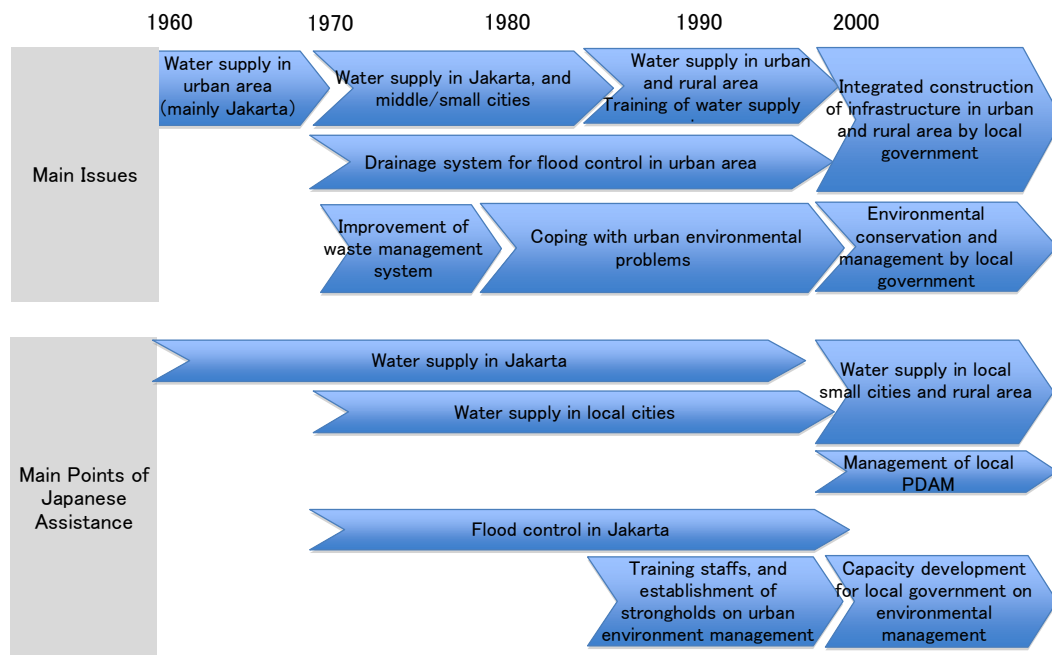 1960
1970
1980
1990
2000
Main Issues
Water supply in
urban area
(mainly Jakarta)
Water supply in Jakarta, and
middle/small cities
Water supply in urban
and rural area
Training of water supply
Integrated construction
of infrastructure in urban
and rural area by local
government
Drainage system for flood control in urban area
Improvement of
waste management
system
Coping with urban environmental
problems
Environmental
conservation and
management by local
government
Main Points of
Japanese
Assistance
Water supply in Jakarta
Water supply in local cities
Water supply in local
small cities and rural area
Management of local
PDAM
Flood control in Jakarta
Training staffs, and
establishment of
strongholds on urban
environment management
Capacity development
for local government on
environmental
management